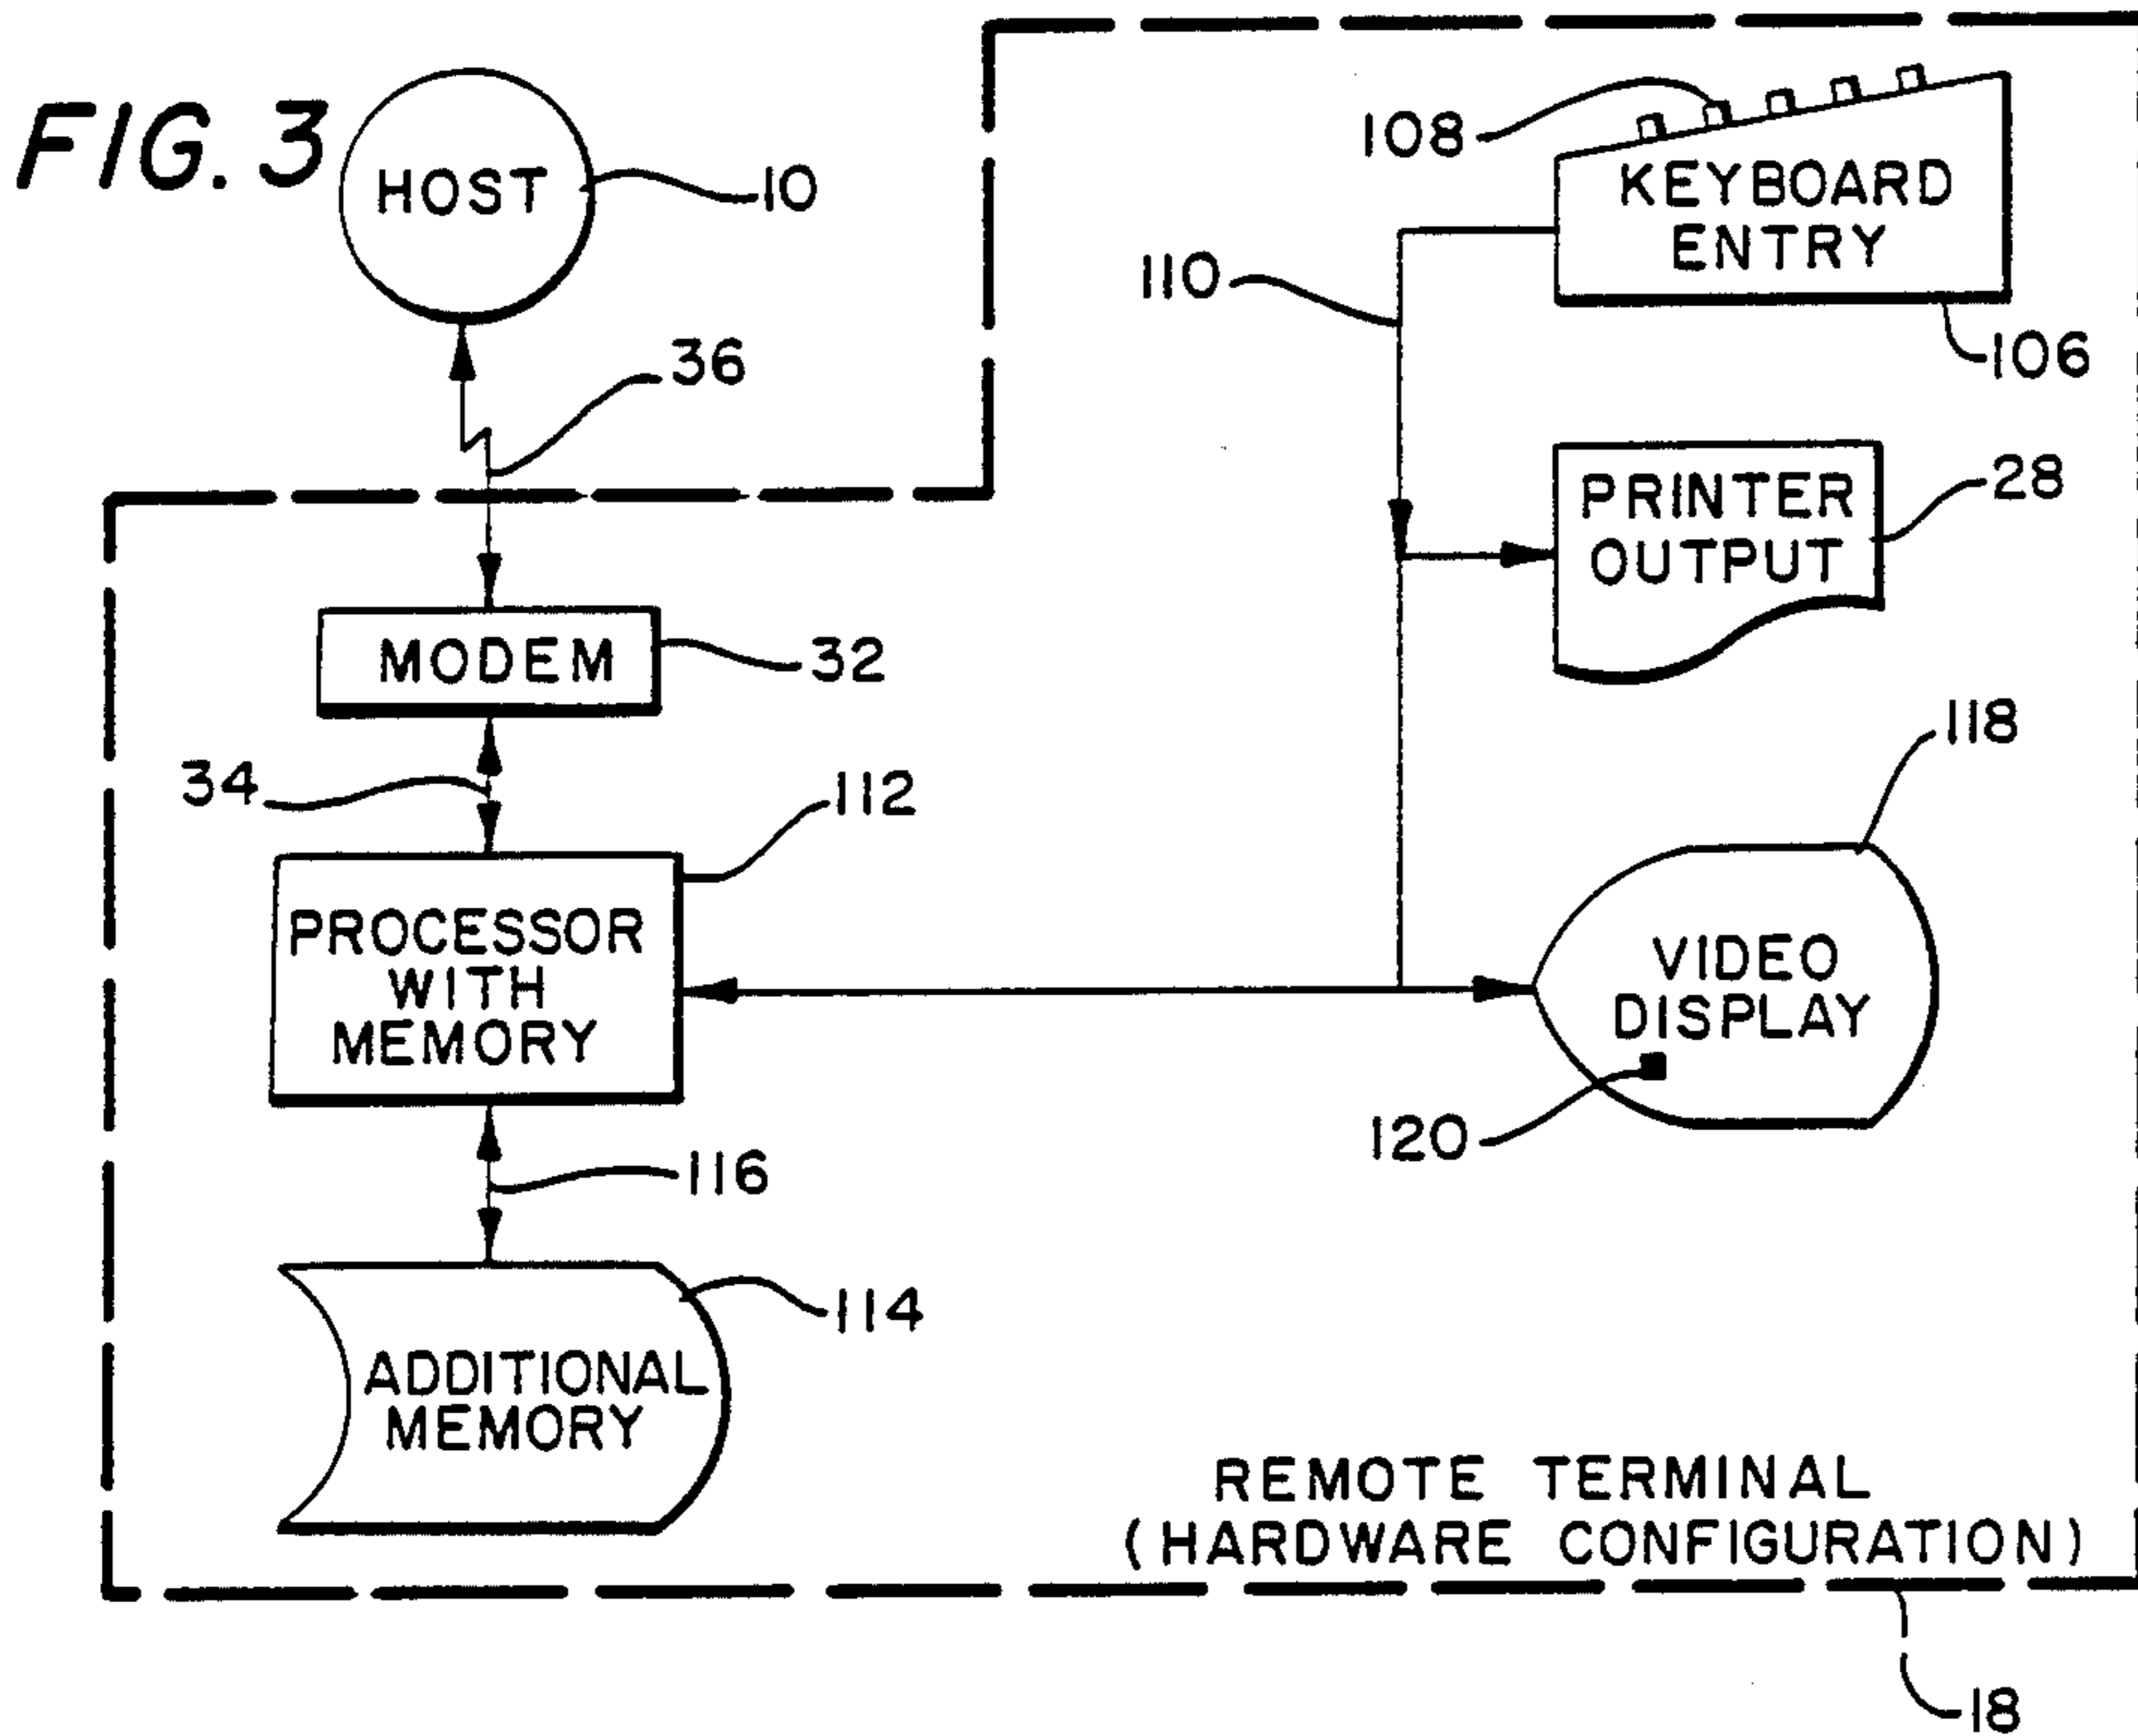 FIG. 3
HOST
10
36
108
KEYBOARD
ENTRY
110
106
PRINTER
OUTPUT
28
MODEM
32
34
112
118
PROCESSOR
WITH
MEMORY
VIDEO
DISPLAY
120
116
114
ADDITIONAL
MEMORY
REMOTE TERMINAL
(HARDWARE CONFIGURATION)
18